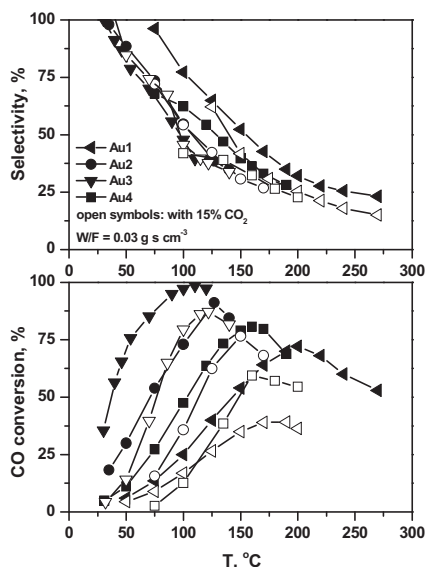 100
75
50
25
0
Selectivity, %
Au1
Au2
Au3
Au4
open symbols: with 15% CO₂
W/F = 0.03 g s cm⁻³
0 50 100 150 200 250 300
100
75
50
25
0
CO conversion, %
0 50 100 150 200 250 300
T, °C